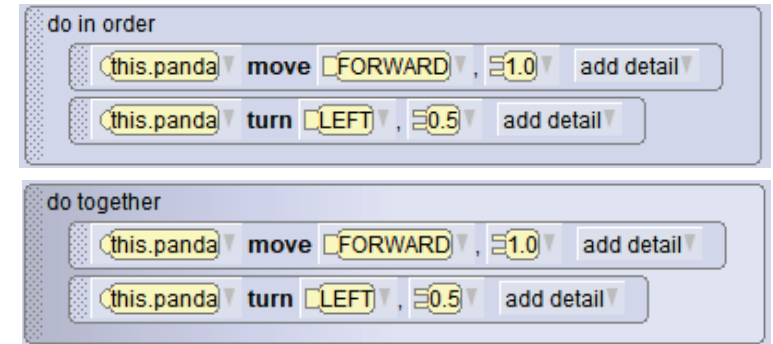 do in order
this.panda move FORWARD , 1.0 add detail
this.panda turn LEFT , 0.5 add detail
do together
this.panda move FORWARD , 1.0 add detail
this.panda turn LEFT , 0.5 add detail